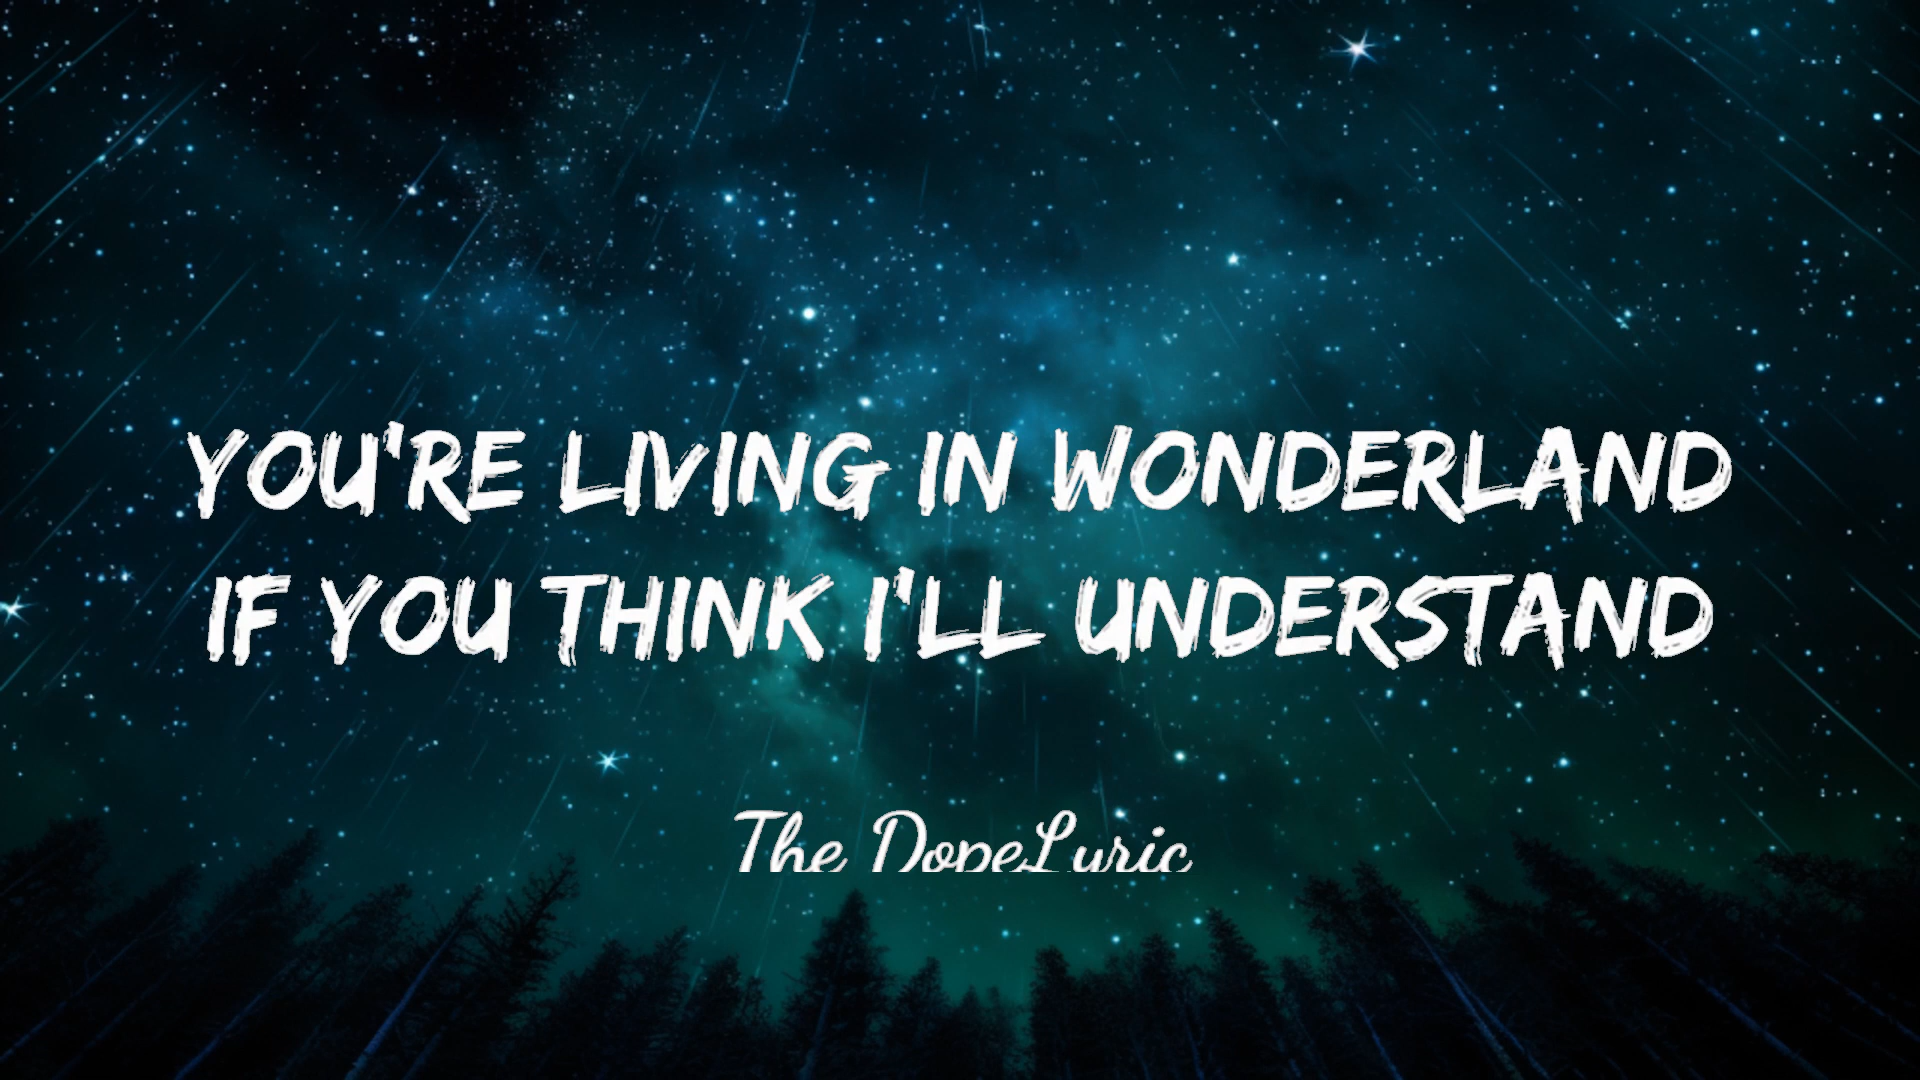 YOU'RE LIVING IN WONDERLAND
IF YOU THINK I'LL UNDERSTAND
The DopeLyric